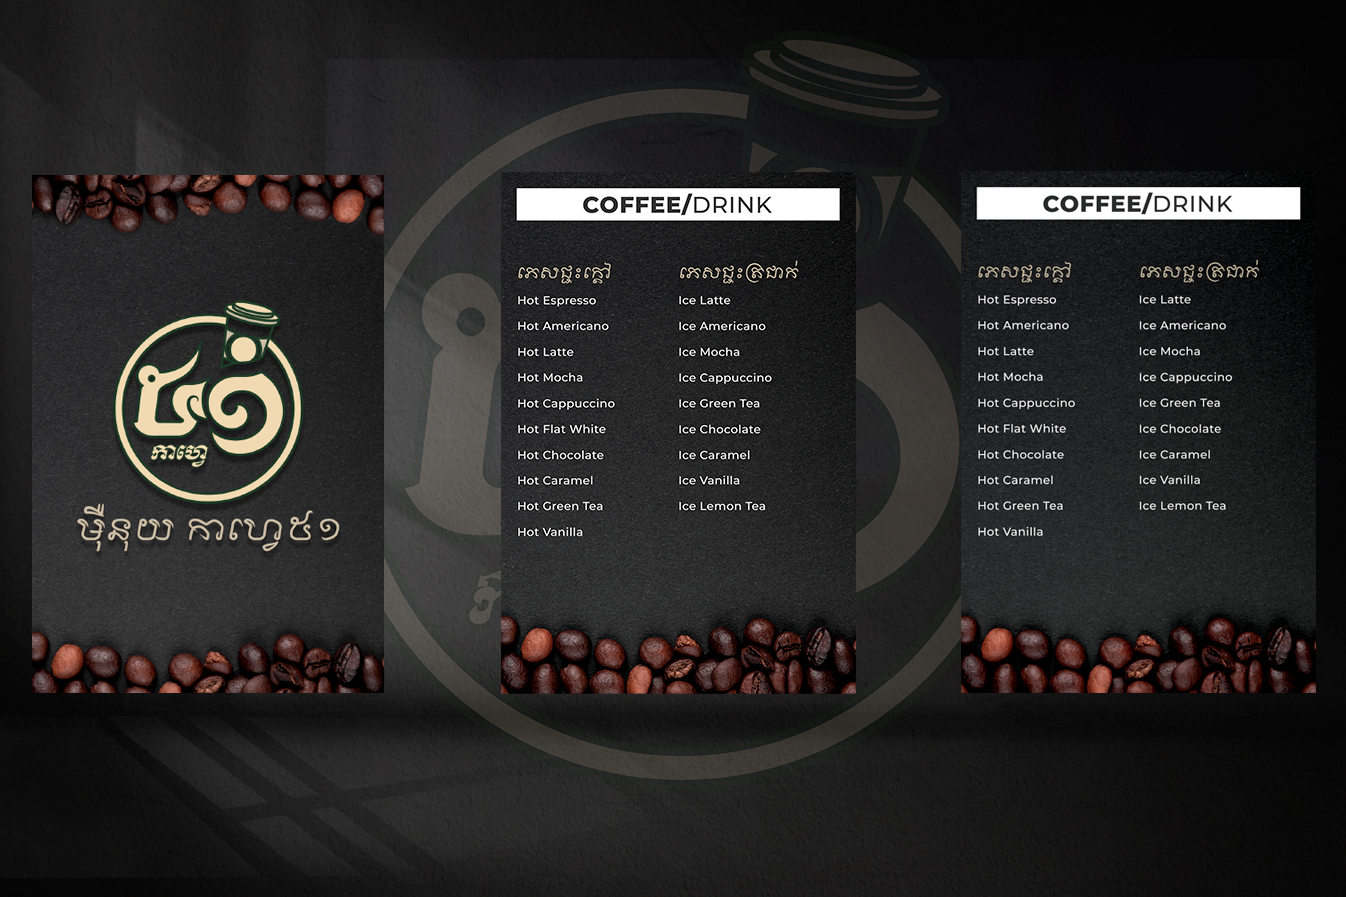 ៥១
កាហ្វេ
ម៉ឺនុយ កាហ្វេ៥១
COFFEE/DRINK
ភេសជ្ជះក្ដៅ
Hot Espresso
Hot Americano
Hot Latte
Hot Mocha
Hot Cappuccino
Hot Flat White
Hot Chocolate
Hot Caramel
Hot Green Tea
Hot Vanilla
ភេសជ្ជះត្រជាក់
Ice Latte
Ice Americano
Ice Mocha
Ice Cappuccino
Ice Green Tea
Ice Chocolate
Ice Caramel
Ice Vanilla
Ice Lemon Tea
COFFEE/DRINK
ភេសជ្ជះក្ដៅ
Hot Espresso
Hot Americano
Hot Latte
Hot Mocha
Hot Cappuccino
Hot Flat White
Hot Chocolate
Hot Caramel
Hot Green Tea
Hot Vanilla
ភេសជ្ជះត្រជាក់
Ice Latte
Ice Americano
Ice Mocha
Ice Cappuccino
Ice Green Tea
Ice Chocolate
Ice Caramel
Ice Vanilla
Ice Lemon Tea